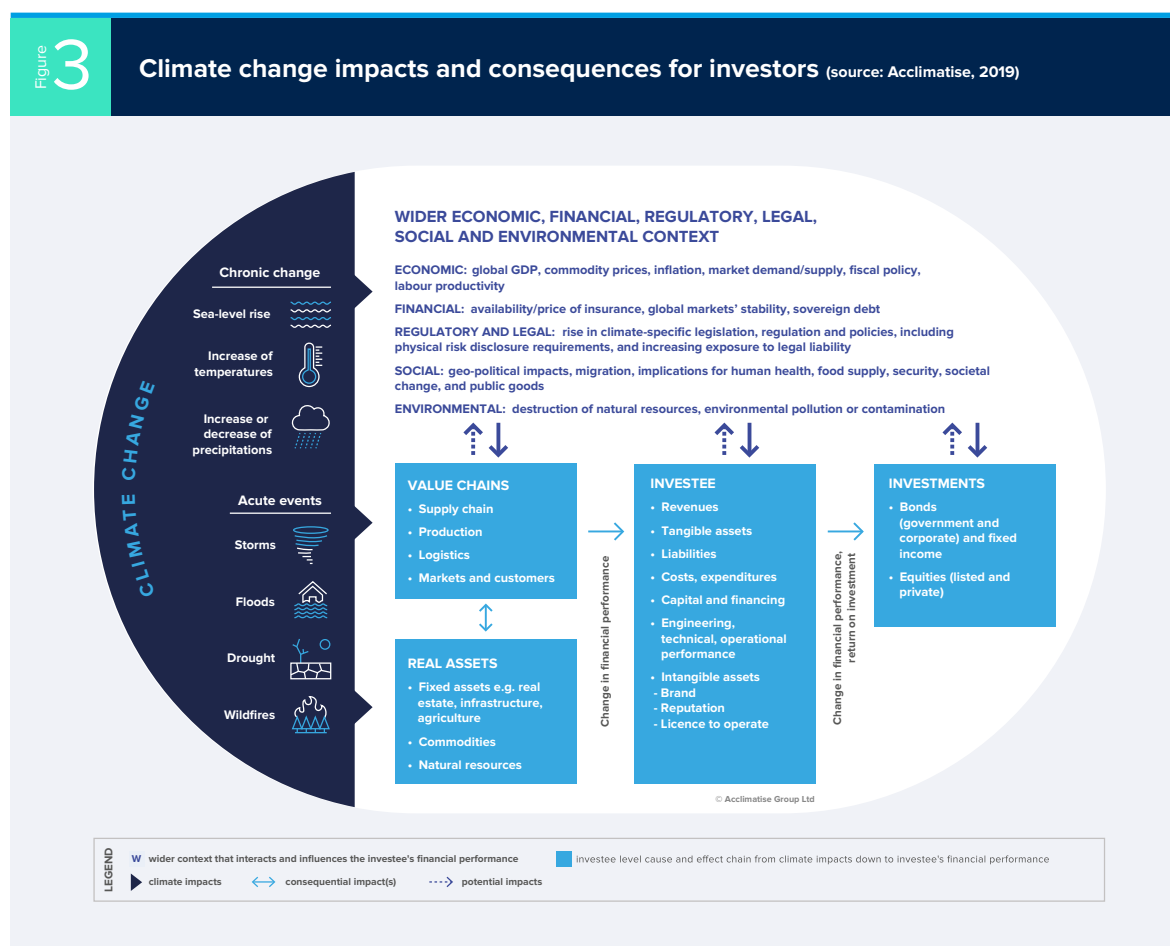 Figure
3
Climate change impacts and consequences for investors (source: Acclimatise, 2019)
CLIMATE CHANGE
Chronic change
Sea-level rise
Increase of
temperatures
Increase or
decrease of
precipitations
Acute events
Storms
Floods
Drought
Wildfires
WIDER ECONOMIC, FINANCIAL, REGULATORY, LEGAL,
SOCIAL AND ENVIRONMENTAL CONTEXT
ECONOMIC: global GDP, commodity prices, inflation, market demand/supply, fiscal policy,
labour productivity
FINANCIAL: availability/price of insurance, global markets' stability, sovereign debt
REGULATORY AND LEGAL: rise in climate-specific legislation, regulation and policies, including
physical risk disclosure requirements, and increasing exposure to legal liability
SOCIAL: geo-political impacts, migration, implications for human health, food supply, security, societal
change, and public goods
ENVIRONMENTAL: destruction of natural resources, environmental pollution or contamination
VALUE CHAINS
• Supply chain
• Production
• Logistics
• Markets and customers
REAL ASSETS
• Fixed assets e.g. real
estate, infrastructure,
agriculture
• Commodities
• Natural resources
Change in financial performance
INVESTEE
• Revenues
• Tangible assets
• Liabilities
• Costs, expenditures
• Capital and financing
• Engineering,
technical, operational
performance
• Intangible assets
- Brand
- Reputation
- Licence to operate
Change in financial performance,
return on investment
INVESTMENTS
• Bonds
(government and
corporate) and fixed
income
• Equities (listed and
private)
© Acclimatise Group Ltd
LEGEND
W wider context that interacts and influences the investee's financial performance
investee level cause and effect chain from climate impacts down to investee's financial performance
climate impacts
consequential impact(s)
potential impacts